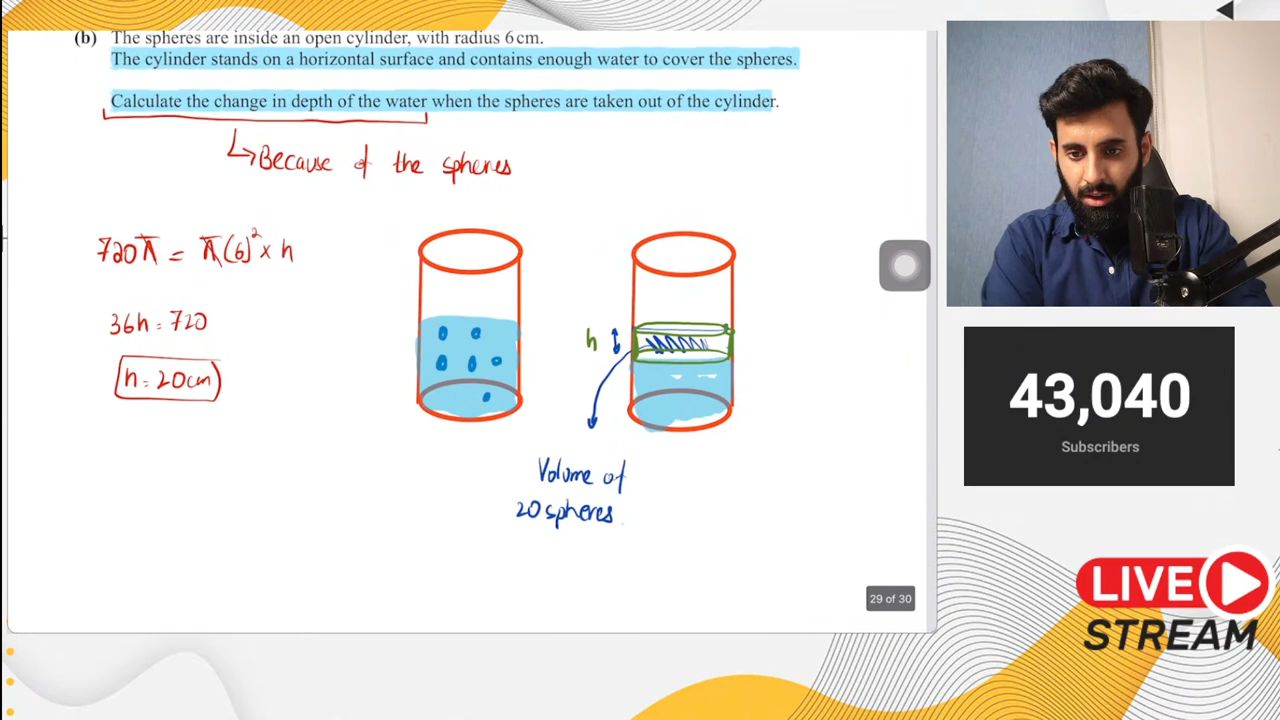 (b) The spheres are inside an open cylinder, with radius 6 cm.
The cylinder stands on a horizontal surface and contains enough water to cover the spheres.
Calculate the change in depth of the water when the spheres are taken out of the cylinder.
Because of the spheres
720π = π(6)² × h
36h = 720
h = 20cm
h
Volume of
20 spheres
29 of 30
43,040
Subscribers
LIVE
STREAM